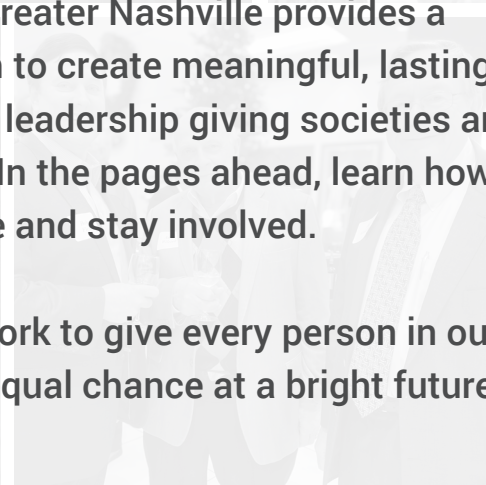 reater Nashville provides a
to create meaningful, lasting
leadership giving societies a
In the pages ahead, learn how
e and stay involved.
ork to give every person in ou
qual chance at a bright future